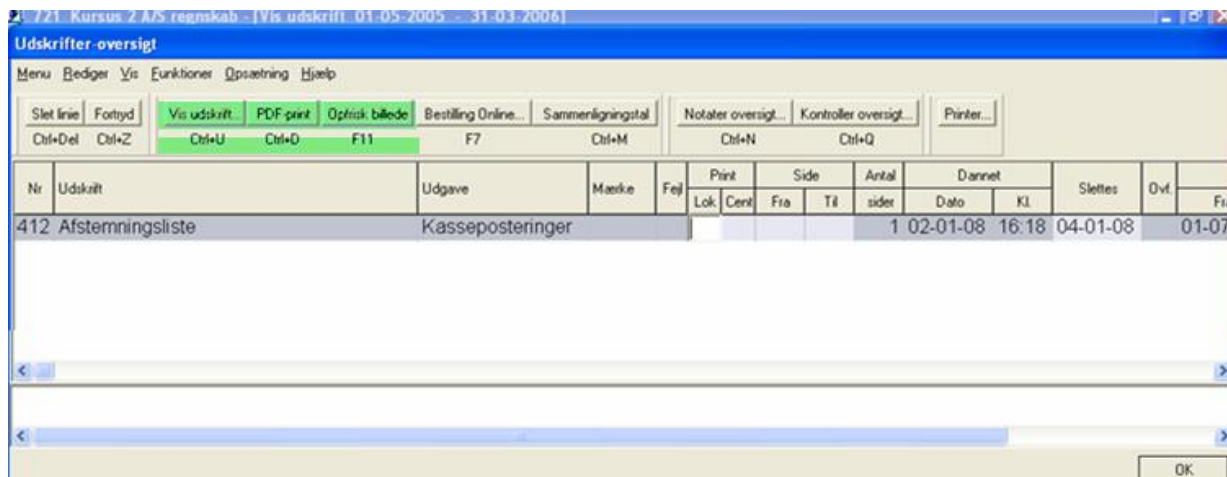 721 Kursus 2 A/S regnskab - [Vis udskrift 01-05-2005 - 31-03-2006]
Udskrifter-oversigt
Menu Rediger Vis Funktioner Opsætning Hjælp
Slet linie Fortryd Vis udskrift... PDF-print Opfrisk billede Bestilling Online... Sammenligningstal Notater oversigt... Kontroller oversigt... Printer...
Ctrl+Del Ctrl+Z Ctrl+U Ctrl+D F11 F7 Ctrl+M Ctrl+N Ctrl+Q
Print Side Antal Dannet
Nr Udskrift Udgave Mærke Fejl Slettes Ovf.
Lok Cent Fra Til sider Dato Kl. Fra
412 Afstemningsliste Kasseposteringer 1 02-01-08 16:18 04-01-08 01-07
OK